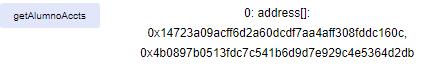 getAlumnoAccts
0: address[]:
0x14723a09acff6d2a60dcdf7aa4aff308fddc160c,
0x4b0897b0513fdc7c541b6d9d7e929c4e5364d2db